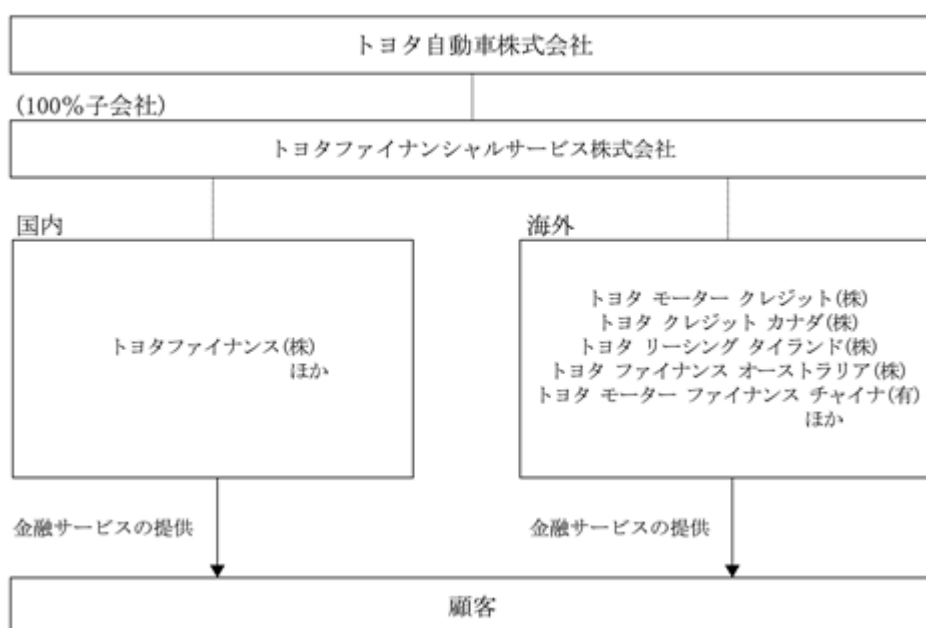 トヨタ自動車株式会社
(100%子会社)
トヨタファイナンシャルサービス株式会社
国内
トヨタファイナンス(株)
ほか
海外
トヨタ モーター クレジット(株)
トヨタ クレジット カナダ(株)
トヨタ リーシング タイランド(株)
トヨタ ファイナンス オーストラリア(株)
トヨタ モーター ファイナンス チャイナ(有)
ほか
金融サービスの提供
金融サービスの提供
顧客